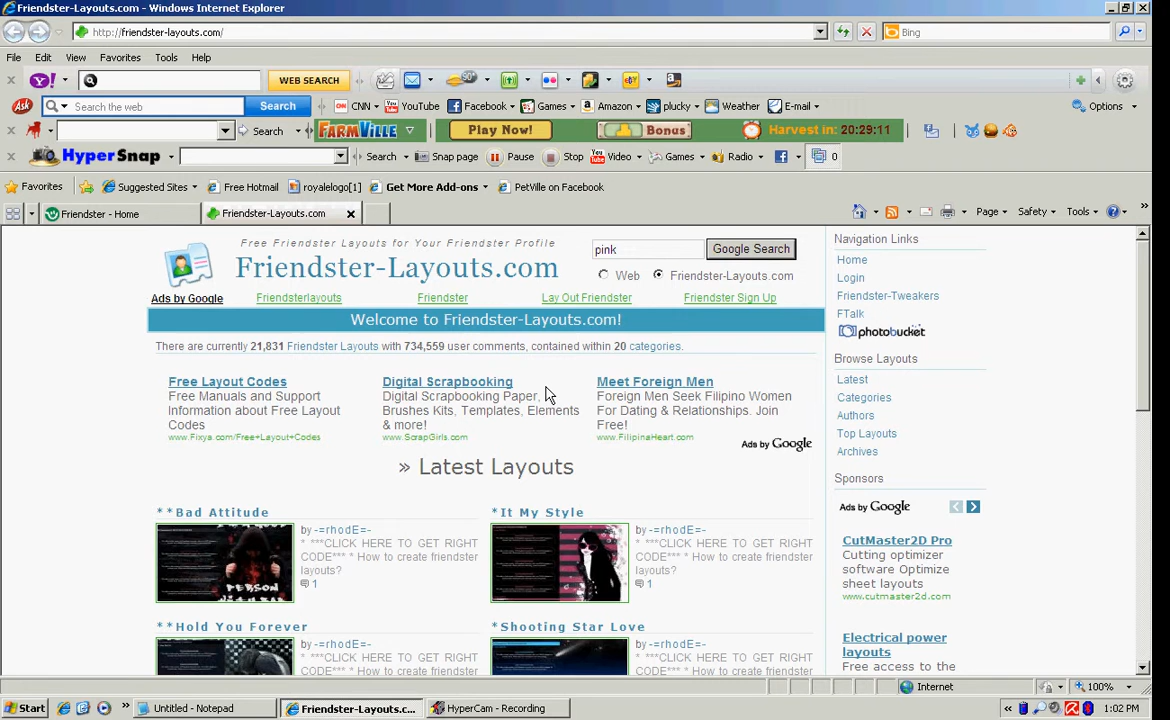 Friendster-Layouts.com - Windows Internet Explorer
http://friendster-layouts.com/
Bing
File Edit View Favorites Tools Help
Y! WEB SEARCH 90°
Ask Search the web Search CNN YouTube Facebook Games Amazon plucky Weather E-mail Options
Search FARMVILLE Play Now! Bonus Harvest in: 20:29:11
HyperSnap Search Snap page Pause Stop Video Games Radio 0
Favorites Suggested Sites Free Hotmail royalelogo[1] Get More Add-ons PetVille on Facebook
Friendster - Home Friendster-Layouts.com Page Safety Tools
Free Friendster Layouts for Your Friendster Profile
Friendster-Layouts.com
pink Google Search
Web Friendster-Layouts.com
Ads by Google Friendsterlayouts Friendster Lay Out Friendster Friendster Sign Up
Welcome to Friendster-Layouts.com!
There are currently 21,831 Friendster Layouts with 734,559 user comments, contained within 20 categories.
Free Layout Codes
Free Manuals and Support
Information about Free Layout
Codes
www.Fixya.com/Free+Layout+Codes
Digital Scrapbooking
Digital Scrapbooking Paper,
Brushes Kits, Templates, Elements
& more!
www.ScrapGirls.com
Meet Foreign Men
Foreign Men Seek Filipino Women
For Dating & Relationships. Join
Free!
www.FilipinaHeart.com
Ads by Google
» Latest Layouts
**Bad Attitude
by -=rhodE=-
* ***CLICK HERE TO GET RIGHT
CODE*** * How to create friendster
layouts?
1
PERSON
*It My Style
by -=rhodE=-
* ***CLICK HERE TO GET RIGHT
CODE*** * How to create friendster
layouts?
1
**Hold You Forever
by -=rhodE=-
* ***CLICK HERE TO GET RIGHT
CODE*** * How to create friendster
*Shooting Star Love
by -=rhodE=-
* ***CLICK HERE TO GET RIGHT
CODE*** * How to create friendster
Navigation Links
Home
Login
Friendster-Tweakers
FTalk
photobucket
Browse Layouts
Latest
Categories
Authors
Top Layouts
Archives
Sponsors
Ads by Google
CutMaster2D Pro
Cutting optimizer
software Optimize
sheet layouts
www.cutmaster2d.com
Electrical power
layouts
Free access to the
Internet 100%
Start Untitled - Notepad Friendster-Layouts.c... HyperCam - Recording 1:02 PM